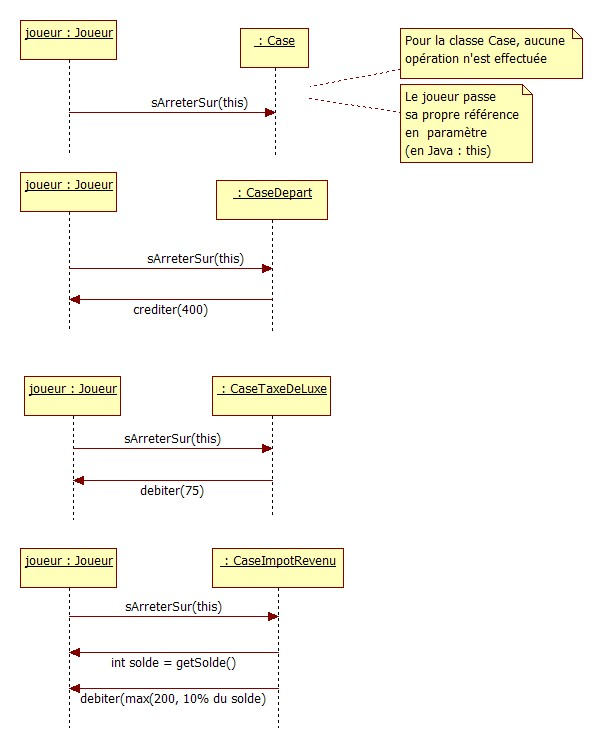 joueur : Joueur
: Case
Pour la classe Case, aucune
opération n'est effectuée
sArreterSur(this)
Le joueur passe
sa propre référence
en paramètre
(en Java : this)
joueur : Joueur
: CaseDepart
sArreterSur(this)
crediter(400)
joueur : Joueur
: CaseTaxeDeLuxe
sArreterSur(this)
debiter(75)
joueur : Joueur
: CaseImpotRevenu
sArreterSur(this)
int solde = getSolde()
debiter(max(200, 10% du solde)